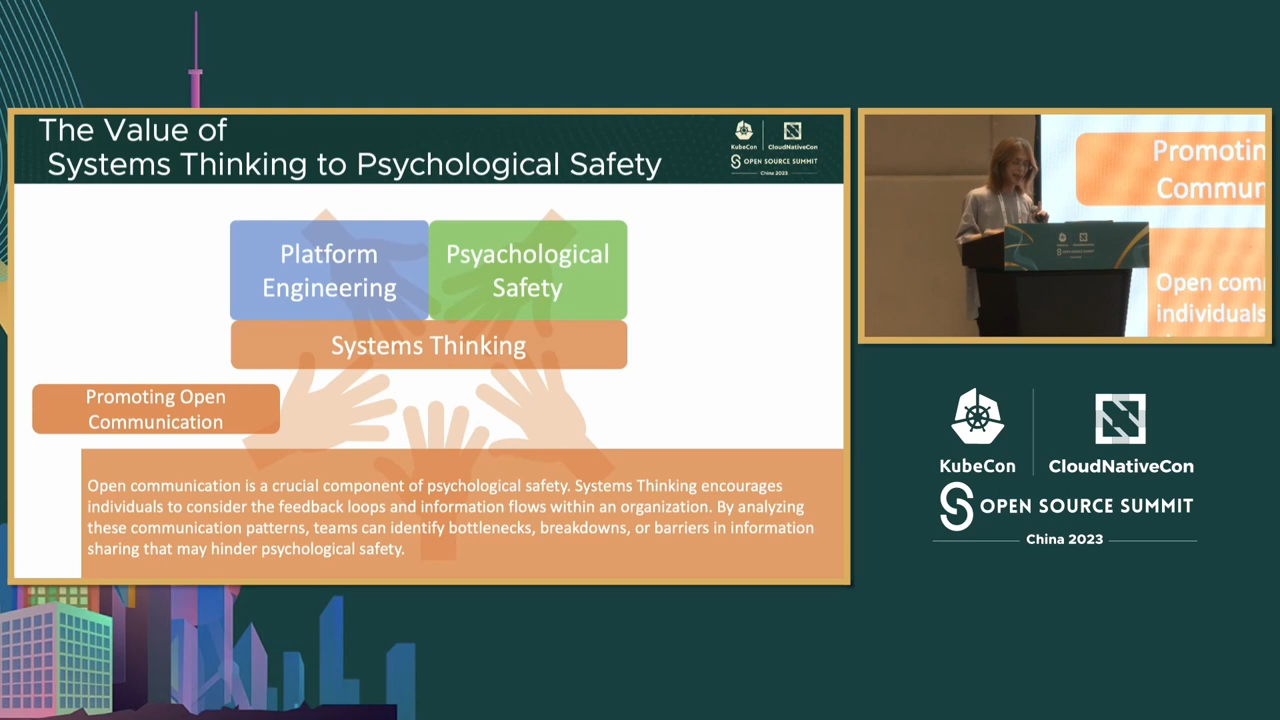 The Value of
Systems Thinking to Psychological Safety
KubeCon
CloudNativeCon
OPEN SOURCE SUMMIT
China 2023
Platform
Engineering
Psyachological
Safety
Systems Thinking
Promoting Open
Communication
Open communication is a crucial component of psychological safety. Systems Thinking encourages
individuals to consider the feedback loops and information flows within an organization. By analyzing
these communication patterns, teams can identify bottlenecks, breakdowns, or barriers in information
sharing that may hinder psychological safety.
Promotin
Commun
Open com
individuals
KubeCon
CloudNativeCon
OPEN SOURCE SUMMIT
China 2023